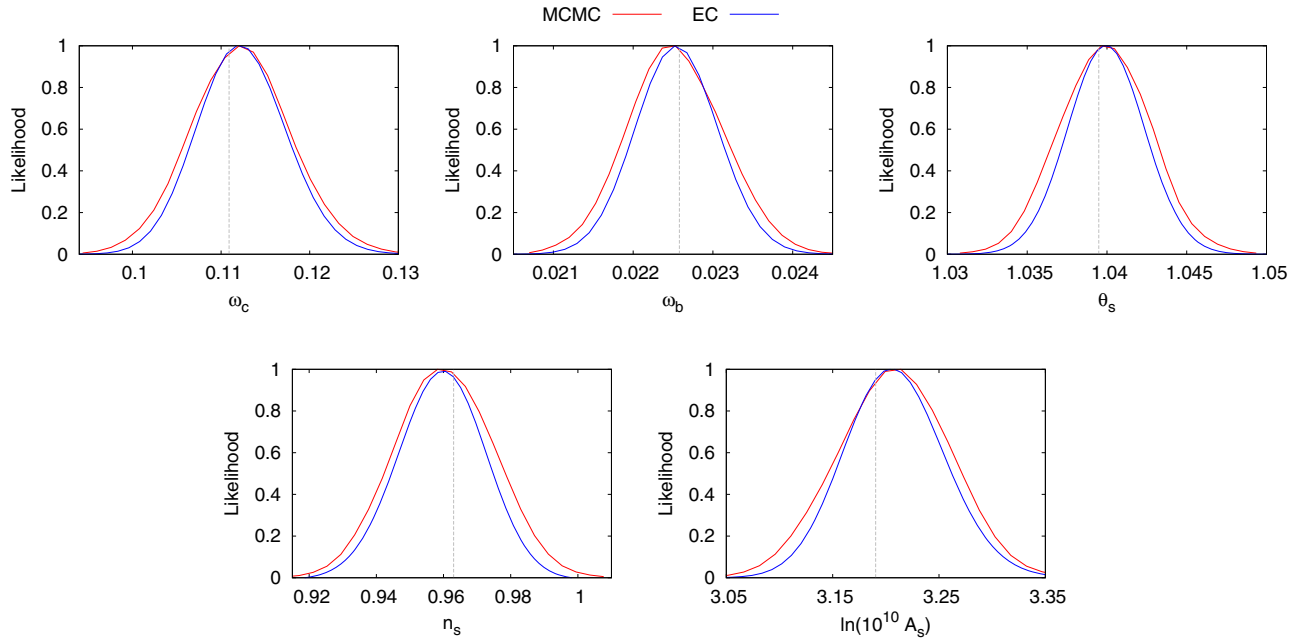 MCMC EC
1 1 1
0.8 0.8 0.8
0.6 0.6 0.6
0.4 0.4 0.4
0.2 0.2 0.2
0 0 0
Likelihood Likelihood Likelihood
0.1 0.11 0.12 0.13 0.021 0.022 0.023 0.024 1.03 1.035 1.04 1.045 1.05
ω_c ω_b θ_s
1 1
0.8 0.8
0.6 0.6
0.4 0.4
0.2 0.2
0 0
Likelihood Likelihood
0.92 0.94 0.96 0.98 1 3.05 3.15 3.25 3.35
n_s ln(10^10 A_s)